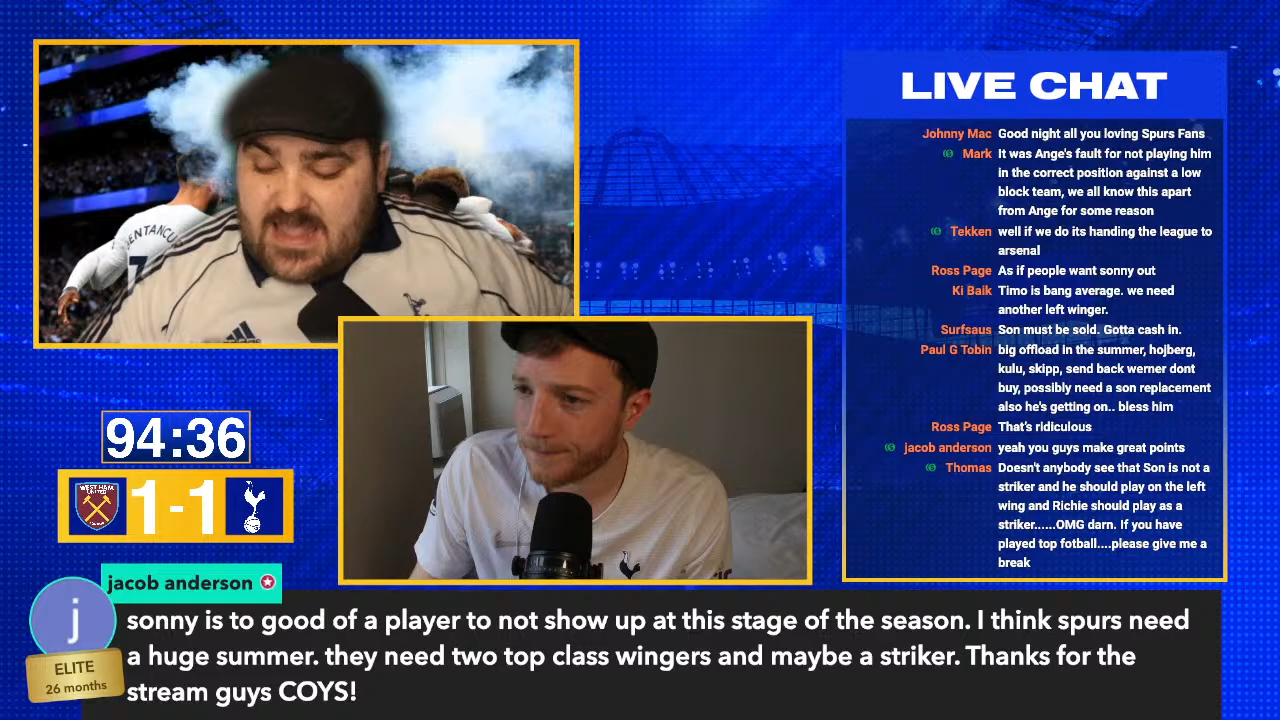 LIVE CHAT
Johnny Mac Good night all you loving Spurs Fans
Mark It was Ange's fault for not playing him
in the correct position against a low
block team, we all know this apart
from Ange for some reason
Tekken well if we do its handing the league to
arsenal
Ross Page As if people want sonny out
Ki Baik Timo is bang average. we need
another left winger.
Surfsaus Son must be sold. Gotta cash in.
Paul G Tobin big offload in the summer, hojberg,
kulu, skipp, send back werner dont
buy, possibly need a son replacement
also he's getting on.. bless him
Ross Page That's ridiculous
jacob anderson yeah you guys make great points
Thomas Doesn't anybody see that Son is not a
striker and he should play on the left
wing and Richie should play as a
striker......OMG darn. If you have
played top fotball....please give me a
break
ENTANCU
94:36
WEST HAM
UNITED
1-1
jacob anderson
j
ELITE
26 months
sonny is to good of a player to not show up at this stage of the season. I think spurs need
a huge summer. they need two top class wingers and maybe a striker. Thanks for the
stream guys COYS!